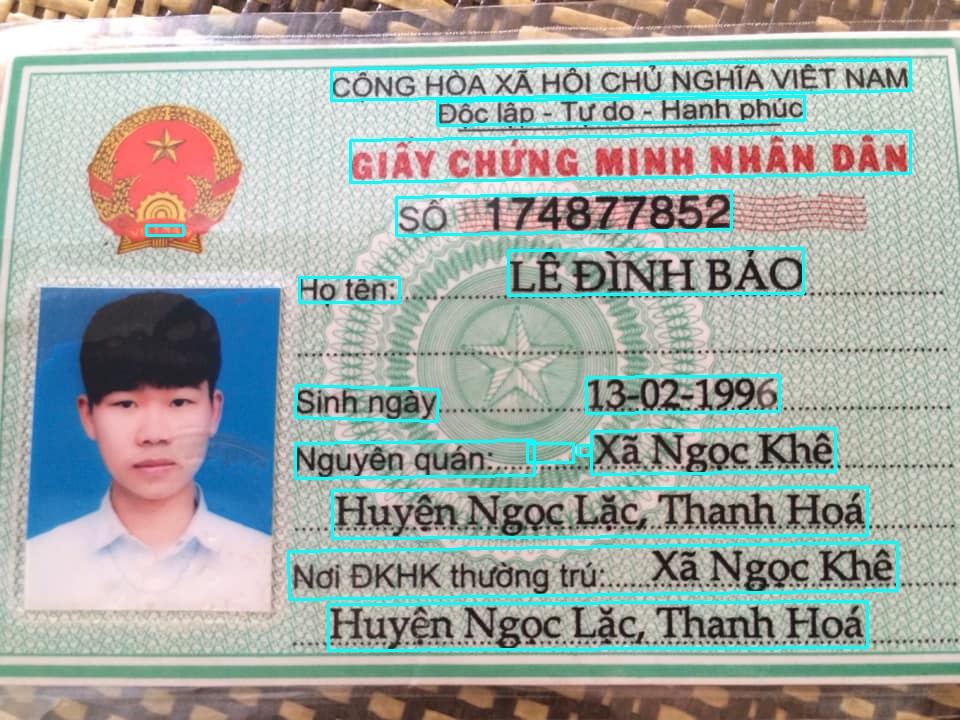 CỘNG HÒA XÃ HỘI CHỦ NGHĨA VIỆT NAM
Độc lập - Tự do - Hạnh phúc
GIẤY CHỨNG MINH NHÂN DÂN
SỐ 174877852
Họ tên: LÊ ĐÌNH BẢO
Sinh ngày 13-02-1996
Nguyên quán: Xã Ngọc Khê
Huyện Ngọc Lặc, Thanh Hoá
Nơi ĐKHK thường trú: Xã Ngọc Khê
Huyện Ngọc Lặc, Thanh Hoá